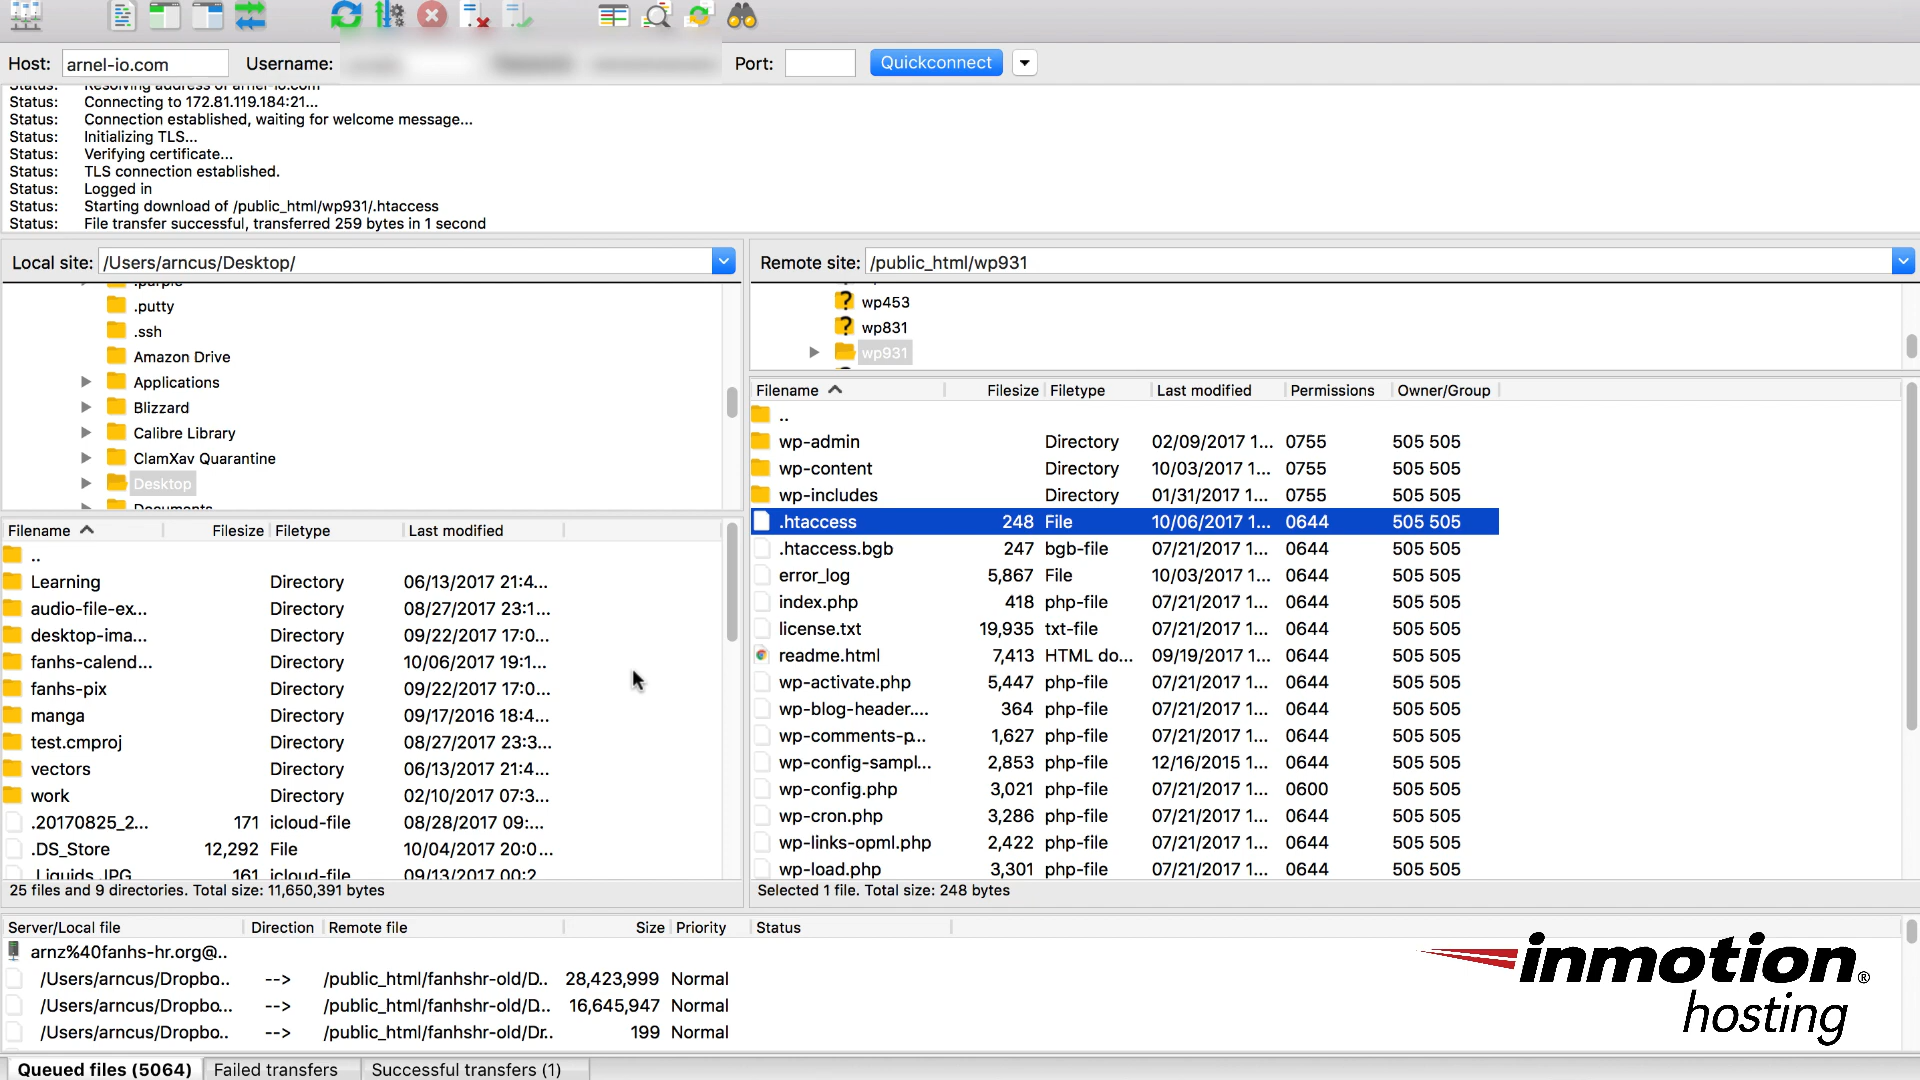 Host: arnel-io.com Username: Port: Quickconnect
Status: Resolving address of arnel-io.com
Status: Connecting to 172.81.119.184:21...
Status: Connection established, waiting for welcome message...
Status: Initializing TLS...
Status: Verifying certificate...
Status: TLS connection established.
Status: Logged in
Status: Starting download of /public_html/wp931/.htaccess
Status: File transfer successful, transferred 259 bytes in 1 second
Local site: /Users/arncus/Desktop/
.purple
.putty
.ssh
Amazon Drive
Applications
Blizzard
Calibre Library
ClamXav Quarantine
Desktop
Documents
Filename Filesize Filetype Last modified
..
Learning Directory 06/13/2017 21:4...
audio-file-ex... Directory 08/27/2017 23:1...
desktop-ima... Directory 09/22/2017 17:0...
fanhs-calend... Directory 10/06/2017 19:1...
fanhs-pix Directory 09/22/2017 17:0...
manga Directory 09/17/2016 18:4...
test.cmproj Directory 08/27/2017 23:3...
vectors Directory 06/13/2017 21:4...
work Directory 02/10/2017 07:3...
.20170825_2... 171 icloud-file 08/28/2017 09:...
.DS_Store 12,292 File 10/04/2017 20:0...
.Liquids.JPG 161 icloud-file 09/13/2017 00:2
25 files and 9 directories. Total size: 11,650,391 bytes
Remote site: /public_html/wp931
wp453
wp831
wp931
Filename Filesize Filetype Last modified Permissions Owner/Group
..
wp-admin Directory 02/09/2017 1... 0755 505 505
wp-content Directory 10/03/2017 1... 0755 505 505
wp-includes Directory 01/31/2017 1... 0755 505 505
.htaccess 248 File 10/06/2017 1... 0644 505 505
.htaccess.bgb 247 bgb-file 07/21/2017 1... 0644 505 505
error_log 5,867 File 10/03/2017 1... 0644 505 505
index.php 418 php-file 07/21/2017 1... 0644 505 505
license.txt 19,935 txt-file 07/21/2017 1... 0644 505 505
readme.html 7,413 HTML do... 09/19/2017 1... 0644 505 505
wp-activate.php 5,447 php-file 07/21/2017 1... 0644 505 505
wp-blog-header.... 364 php-file 07/21/2017 1... 0644 505 505
wp-comments-p... 1,627 php-file 07/21/2017 1... 0644 505 505
wp-config-sampl... 2,853 php-file 12/16/2015 1... 0644 505 505
wp-config.php 3,021 php-file 07/21/2017 1... 0600 505 505
wp-cron.php 3,286 php-file 07/21/2017 1... 0644 505 505
wp-links-opml.php 2,422 php-file 07/21/2017 1... 0644 505 505
wp-load.php 3,301 php-file 07/21/2017 1... 0644 505 505
Selected 1 file. Total size: 248 bytes
Server/Local file Direction Remote file Size Priority Status
arnz%40fanhs-hr.org@..
/Users/arncus/Dropbo.. --> /public_html/fanhshr-old/D.. 28,423,999 Normal
/Users/arncus/Dropbo... --> /public_html/fanhshr-old/D... 16,645,947 Normal
/Users/arncus/Dropbo.. --> /public_html/fanhshr-old/Dr.. 199 Normal
Queued files (5064) Failed transfers Successful transfers (1)
inmotion®
hosting